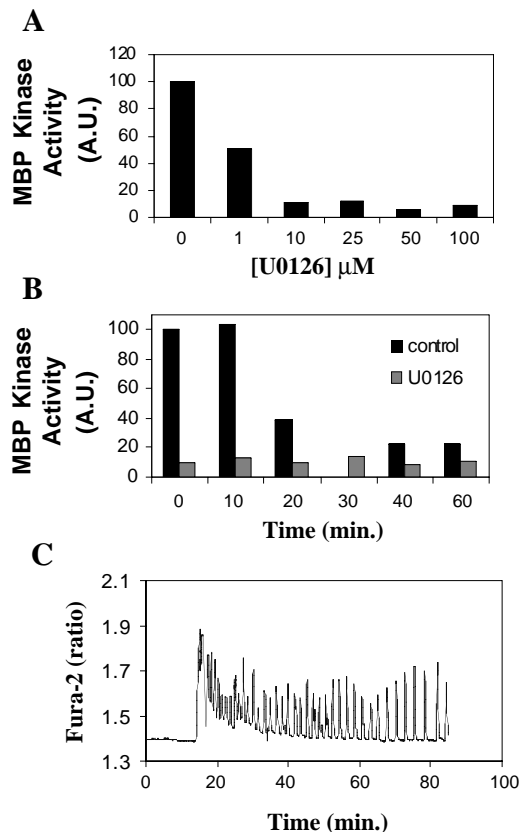 A
MBP Kinase
Activity
(A.U.)
120
100
80
60
40
20
0
0 1 10 25 50 100
[U0126] μM
B
MBP Kinase
Activity
(A.U.)
100
80
60
40
20
0
control
U0126
0 10 20 30 40 60
Time (min.)
C
Fura-2 (ratio)
2.1
1.9
1.7
1.5
1.3
0 20 40 60 80 100
Time (min.)